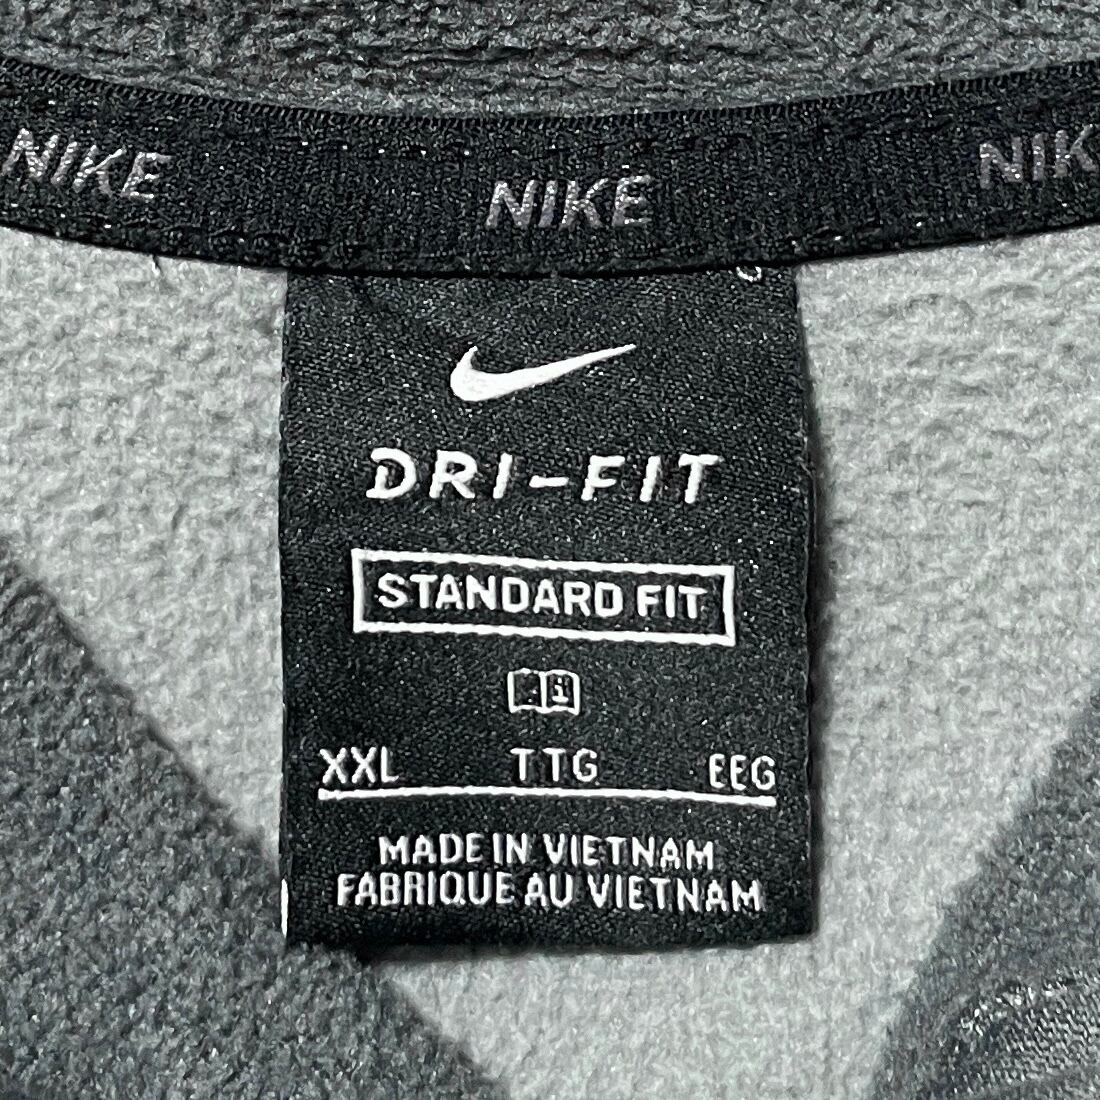 NIKE NIKE NIK
DRI-FIT
STANDARD FIT
i
XXL TTG EEG
MADE IN VIETNAM
FABRIQUE AU VIETNAM